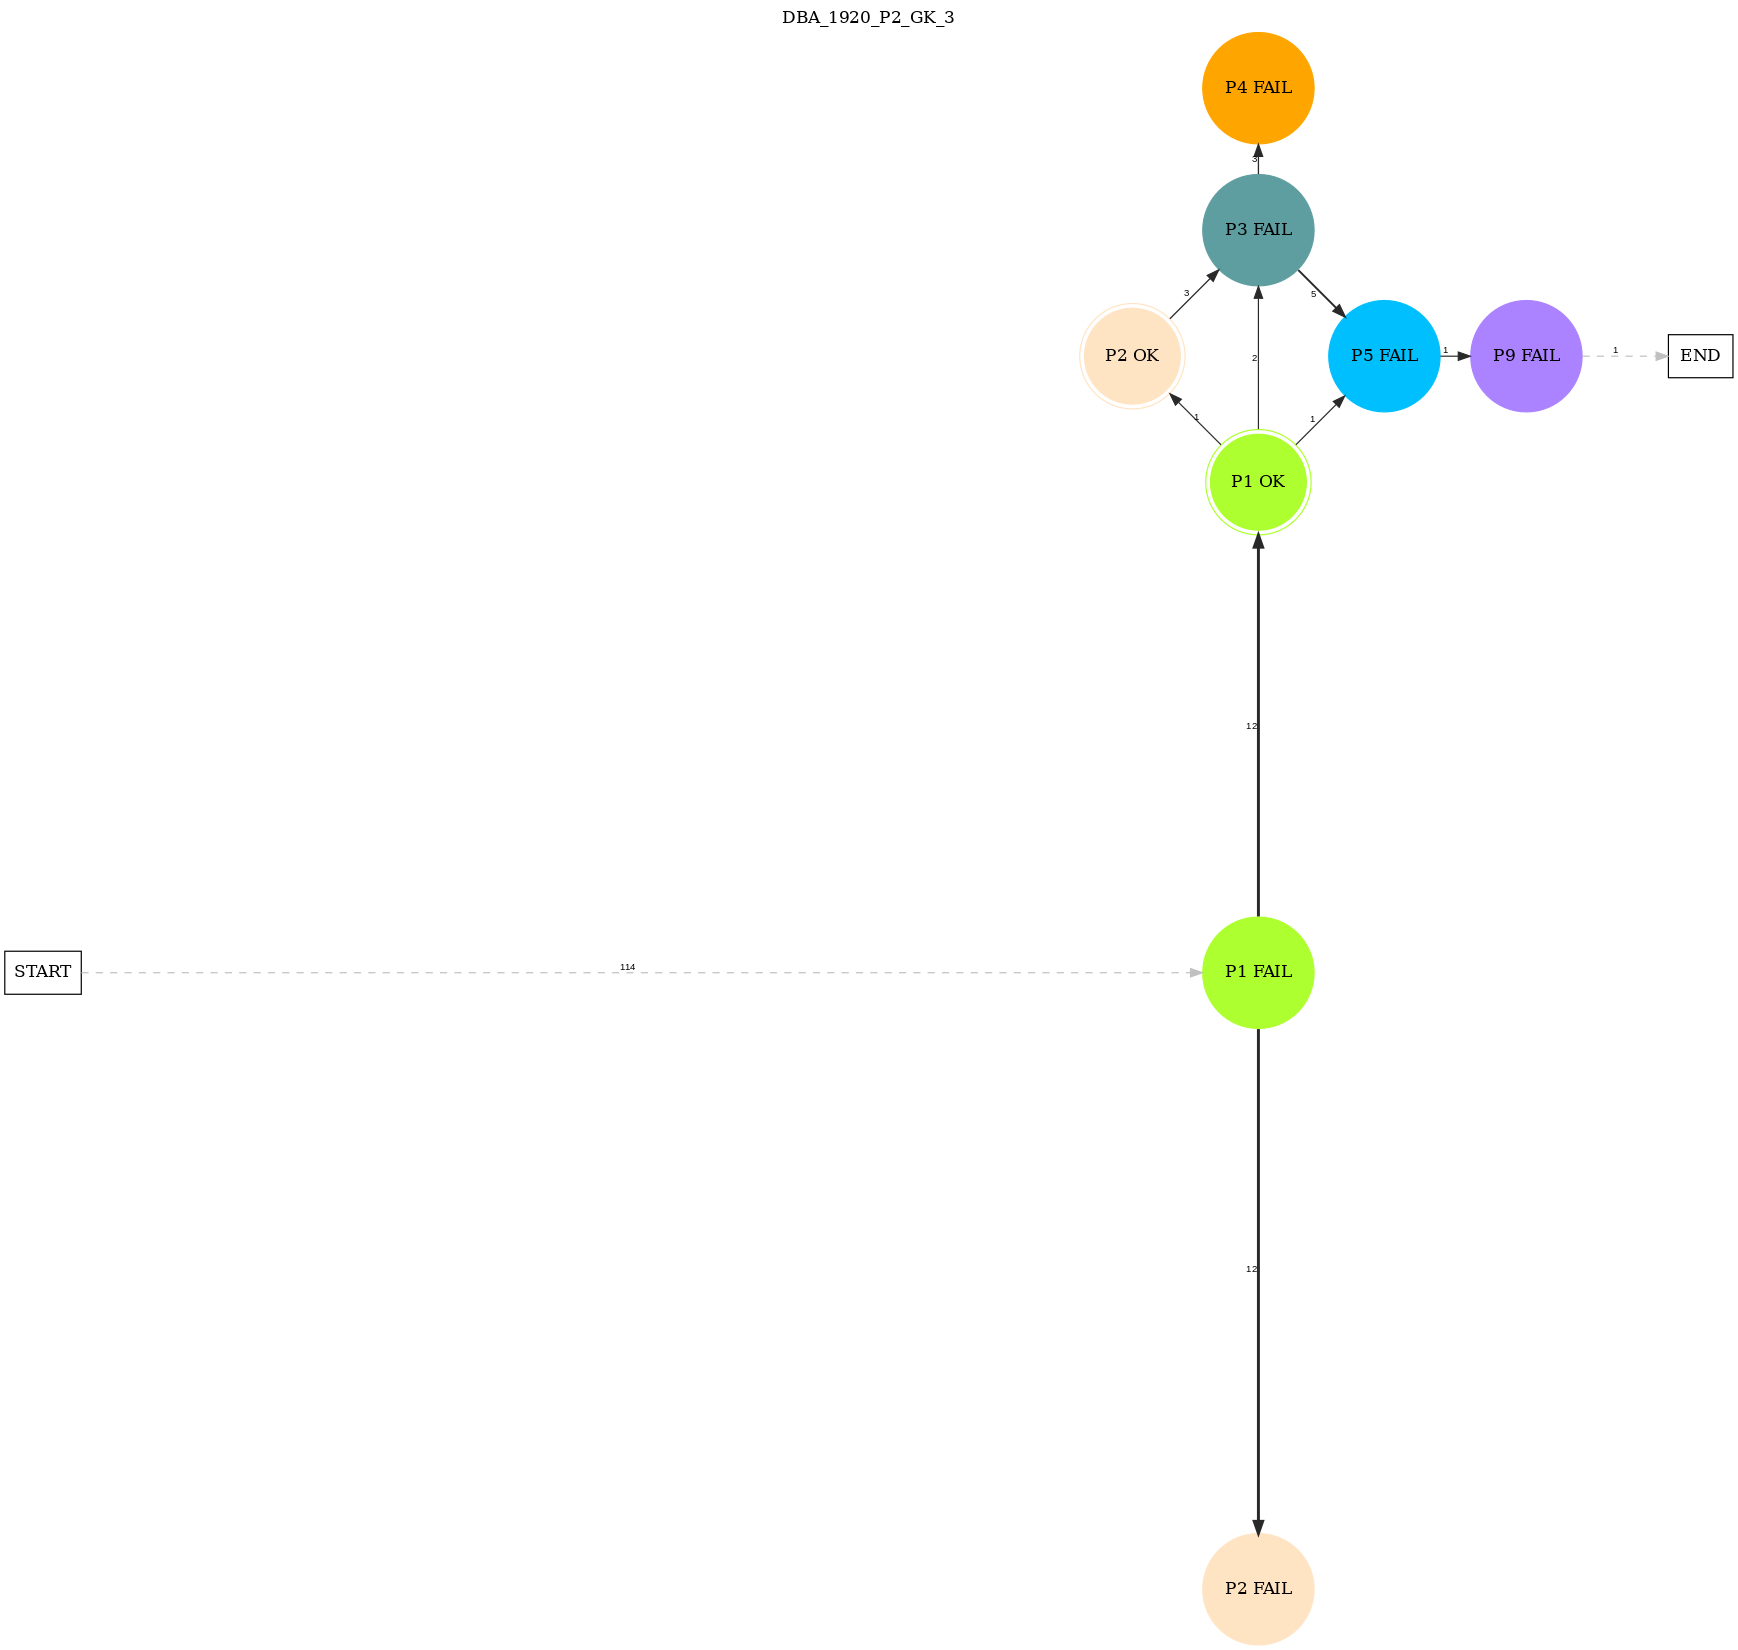 DBA_1920_P2_GK_3
P4 FAIL
3
P3 FAIL
3
5
P2 OK
2
P5 FAIL
1
P9 FAIL
1
END
1
1
P1 OK
12
START
114
P1 FAIL
12
P2 FAIL